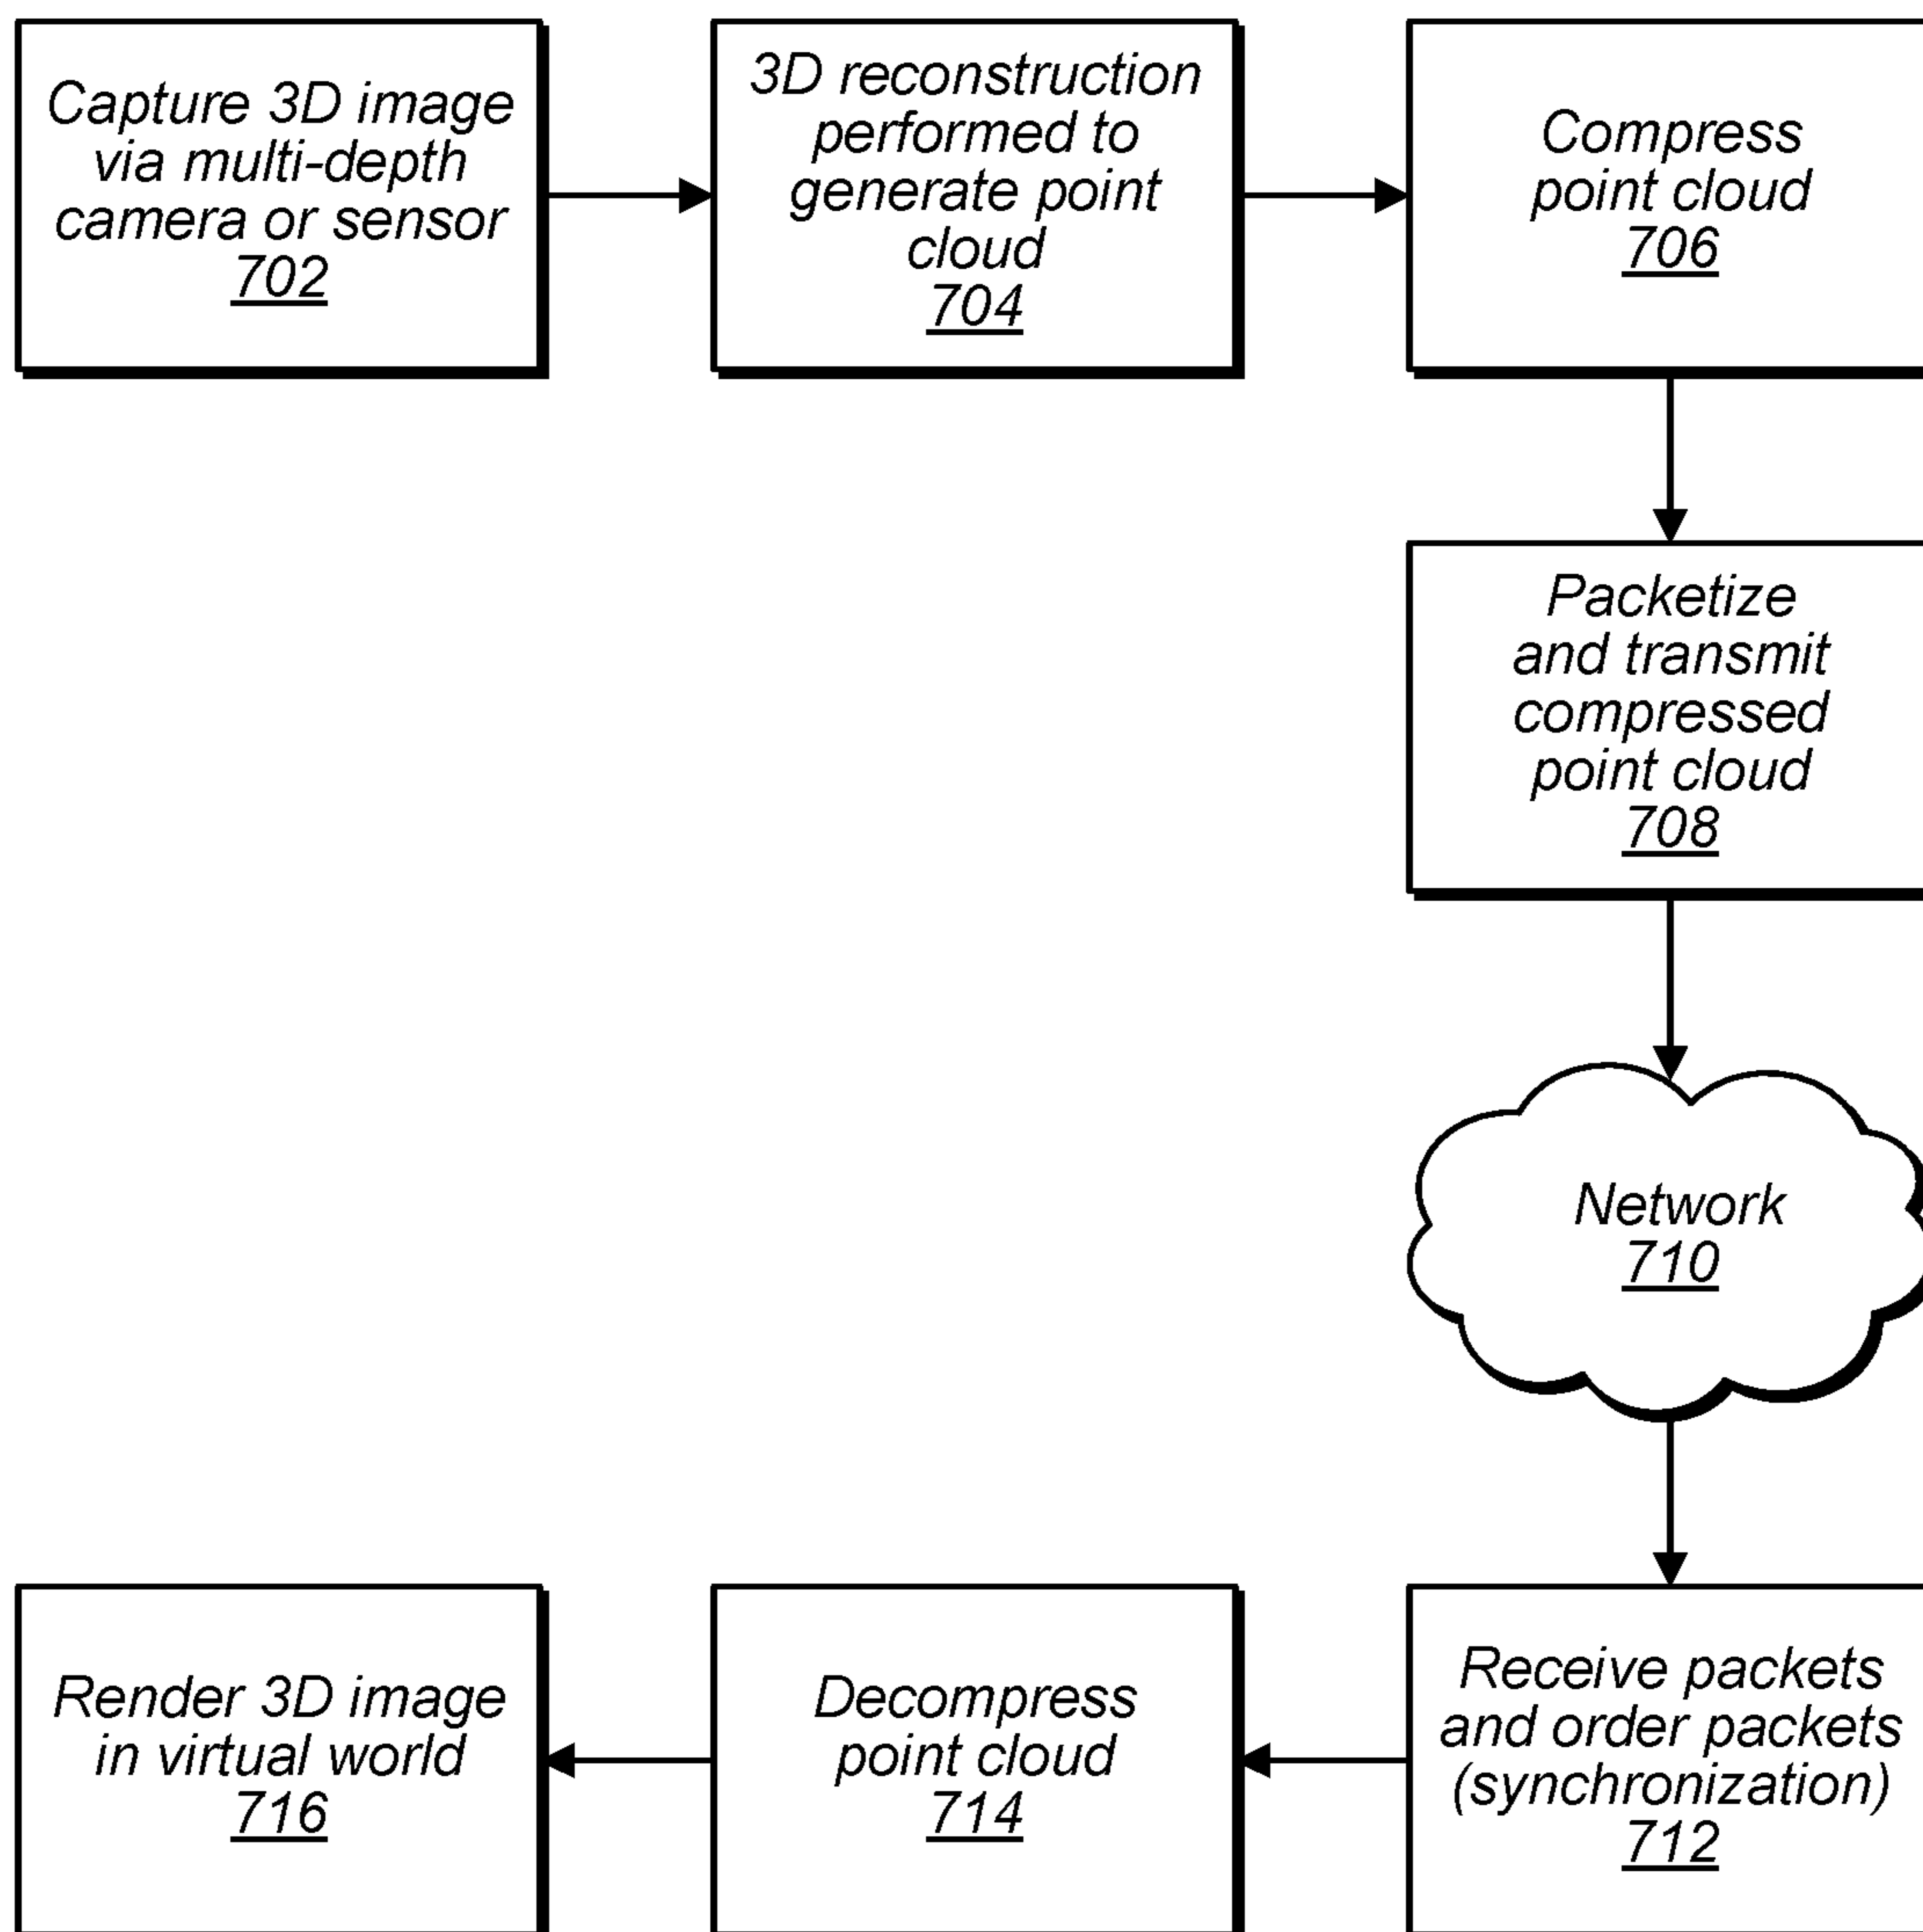 Capture 3D image
via multi-depth
camera or sensor
702
3D reconstruction
performed to
generate point
cloud
704
Compress
point cloud
706
Packetize
and transmit
compressed
point cloud
708
Network
710
Receive packets
and order packets
(synchronization)
712
Decompress
point cloud
714
Render 3D image
in virtual world
716